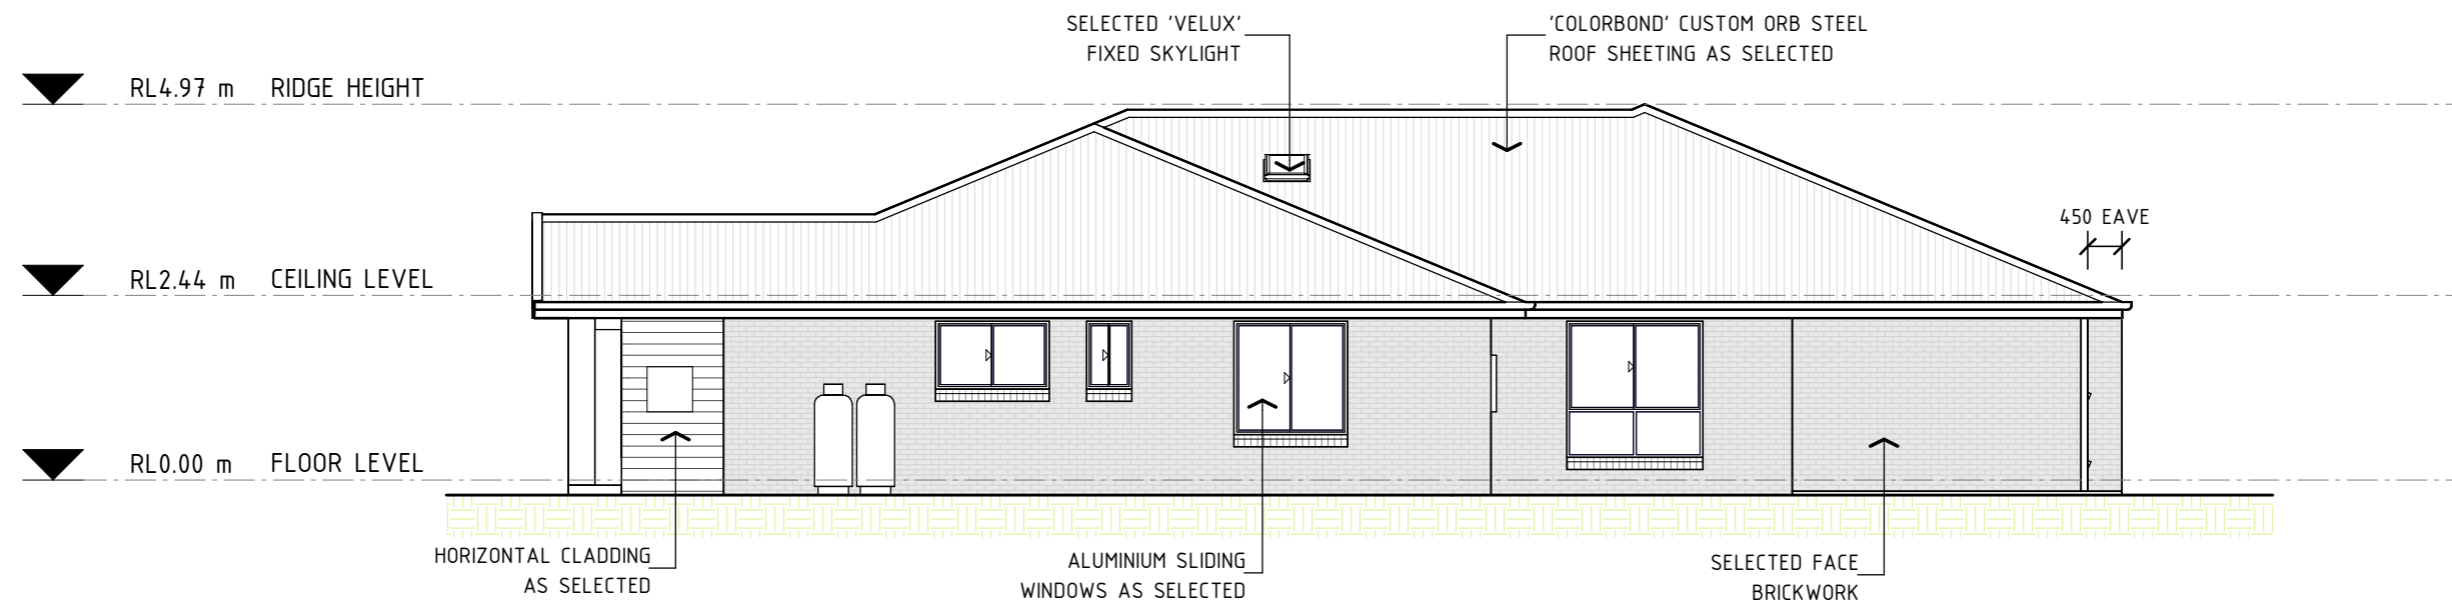 SELECTED 'VELUX'
FIXED SKYLIGHT
'COLORBOND' CUSTOM ORB STEEL
ROOF SHEETING AS SELECTED
RL4.97 m RIDGE HEIGHT
450 EAVE
RL2.44 m CEILING LEVEL
RL0.00 m FLOOR LEVEL
HORIZONTAL CLADDING
AS SELECTED
ALUMINIUM SLIDING
WINDOWS AS SELECTED
SELECTED FACE
BRICKWORK